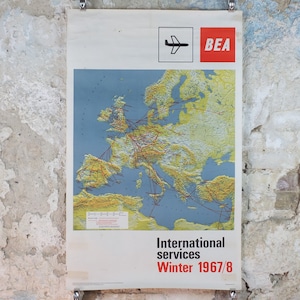 BEA
International
services
Winter 1967/8